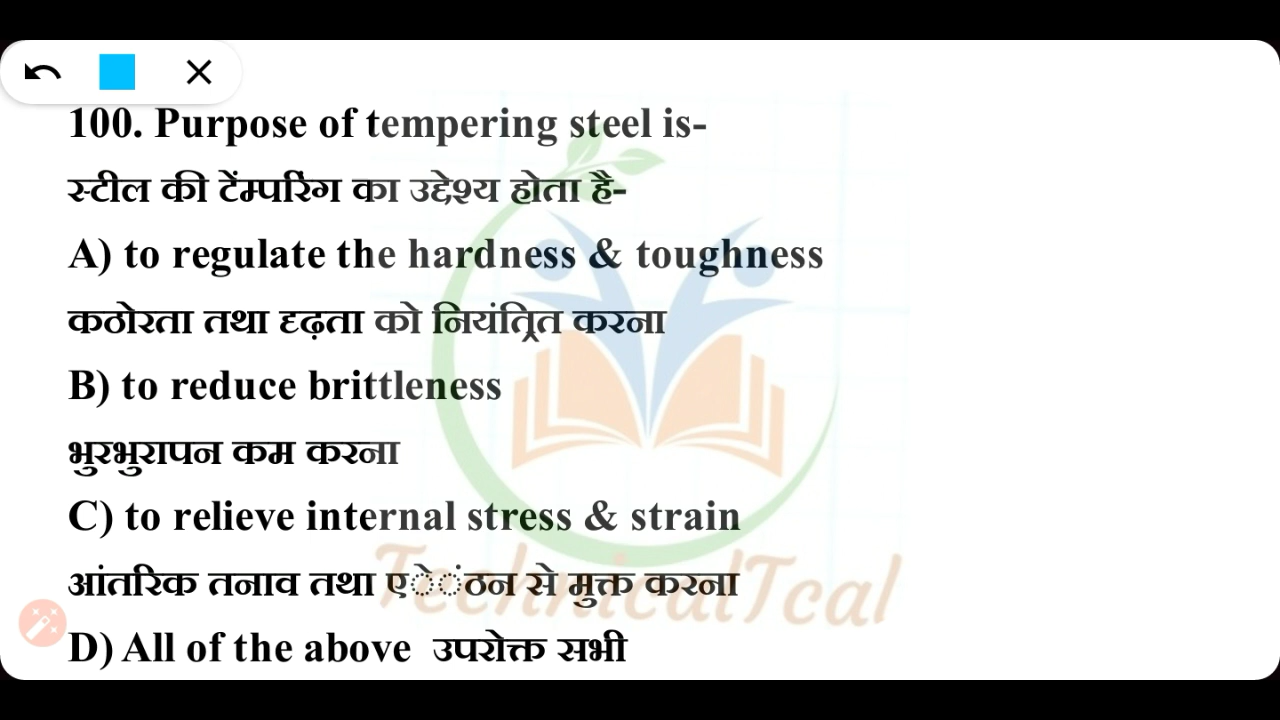 100. Purpose of tempering steel is-
स्टील की टेंम्परिंग का उद्देश्य होता है-
A) to regulate the hardness & toughness
कठोरता तथा दृढ़ता को नियंत्रित करना
B) to reduce brittleness
भुरभुरापन कम करना
C) to relieve internal stress & strain
आंतरिक तनाव तथा एेंठन से मुक्त करना
TechnicalTcal
D) All of the above उपरोक्त सभी